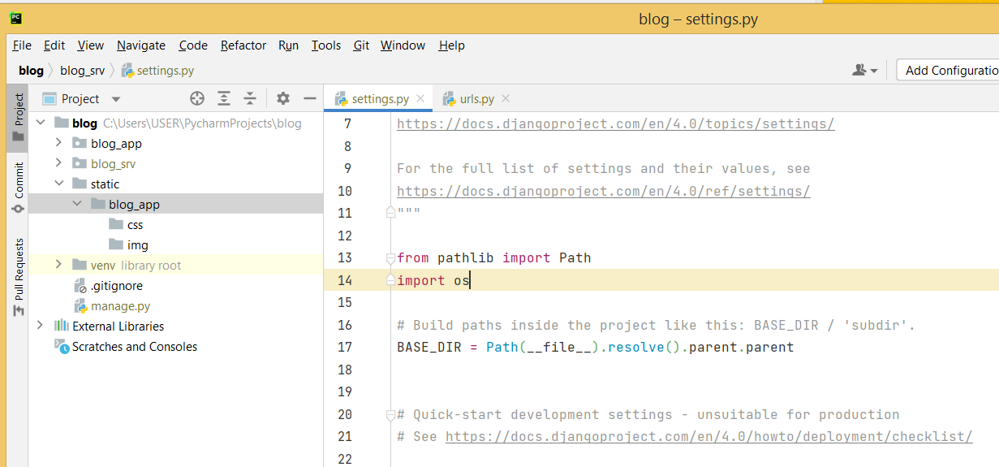 PC
blog – settings.py
File Edit View Navigate Code Refactor Run Tools Git Window Help
blog blog_srv settings.py
Add Configuratio
Project
settings.py
urls.py
Project
Commit
Pull Requests
blog C:\Users\USER\PycharmProjects\blog
blog_app
blog_srv
static
blog_app
css
img
venv library root
.gitignore
manage.py
External Libraries
Scratches and Consoles
7 https://docs.djangoproject.com/en/4.0/topics/settings/
8
9 For the full list of settings and their values, see
10 https://docs.djangoproject.com/en/4.0/ref/settings/
11 """
12
13 from pathlib import Path
14 import os
15
16 # Build paths inside the project like this: BASE_DIR / 'subdir'.
17 BASE_DIR = Path(__file__).resolve().parent.parent
18
19
20 # Quick-start development settings - unsuitable for production
21 # See https://docs.djangoproject.com/en/4.0/howto/deployment/checklist/
22